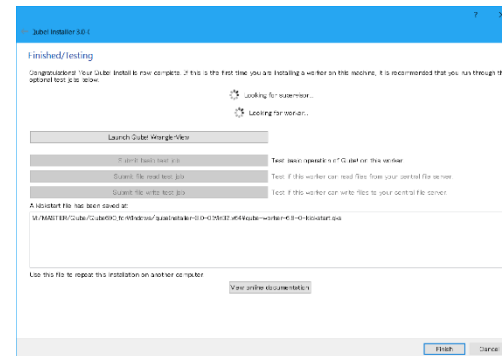 ?
Qube! Installer 3.0
Finished/Testing
Congratulations! Your Qube! Install is now complete. If this is the first time you are installing a worker on this machine, it is recommended that you run through the
optional test jobs below.
Looking for supervisor...
Looking for worker...
Launch Qube! WrangleView
Submit basic test job
Test basic operation of Qube! on this worker
Submit file read test job
Test if this worker can read files from your central file server.
Submit file write test job
Test if this worker can write files to your central file server.
A kickstart file has been saved at:
Use this file to repeat this installation on another computer
View online documentation
Finish
Cancel